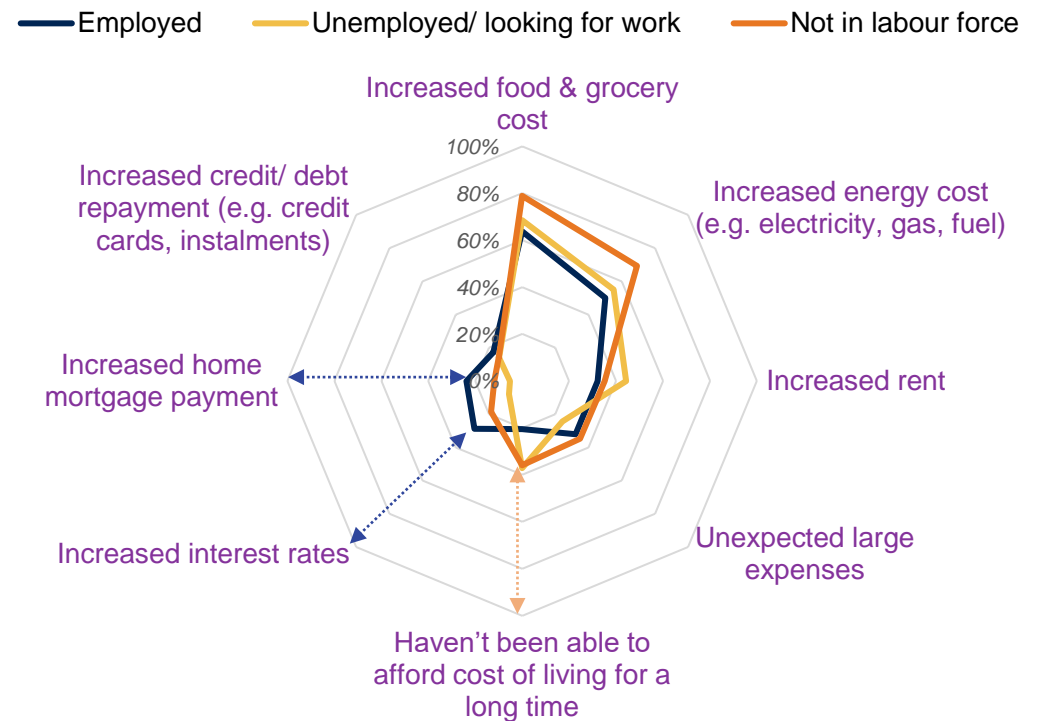 Employed
Unemployed/ looking for work
Not in labour force
Increased food & grocery
cost
100%
80%
60%
40%
20%
0%
Increased energy cost
(e.g. electricity, gas, fuel)
Increased rent
Unexpected large
expenses
Haven’t been able to
afford cost of living for a
long time
Increased interest rates
Increased home
mortgage payment
Increased credit/ debt
repayment (e.g. credit
cards, instalments)